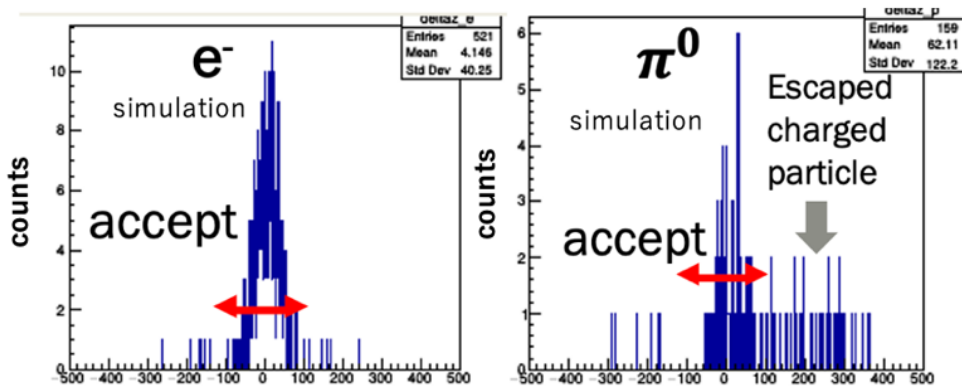 deltaz_e
Entries 521
Mean 4.146
Std Dev 40.25
e-
simulation
accept
counts
10
8
6
4
2
0
-500 -400 -300 -200 -100 0 100 200 300 400 500
deltaz_p
Entries 159
Mean 62.11
Std Dev 122.2
π0
simulation
Escaped
charged
particle
accept
counts
6
5
4
3
2
1
0
-500 -400 -300 -200 -100 0 100 200 300 400 500